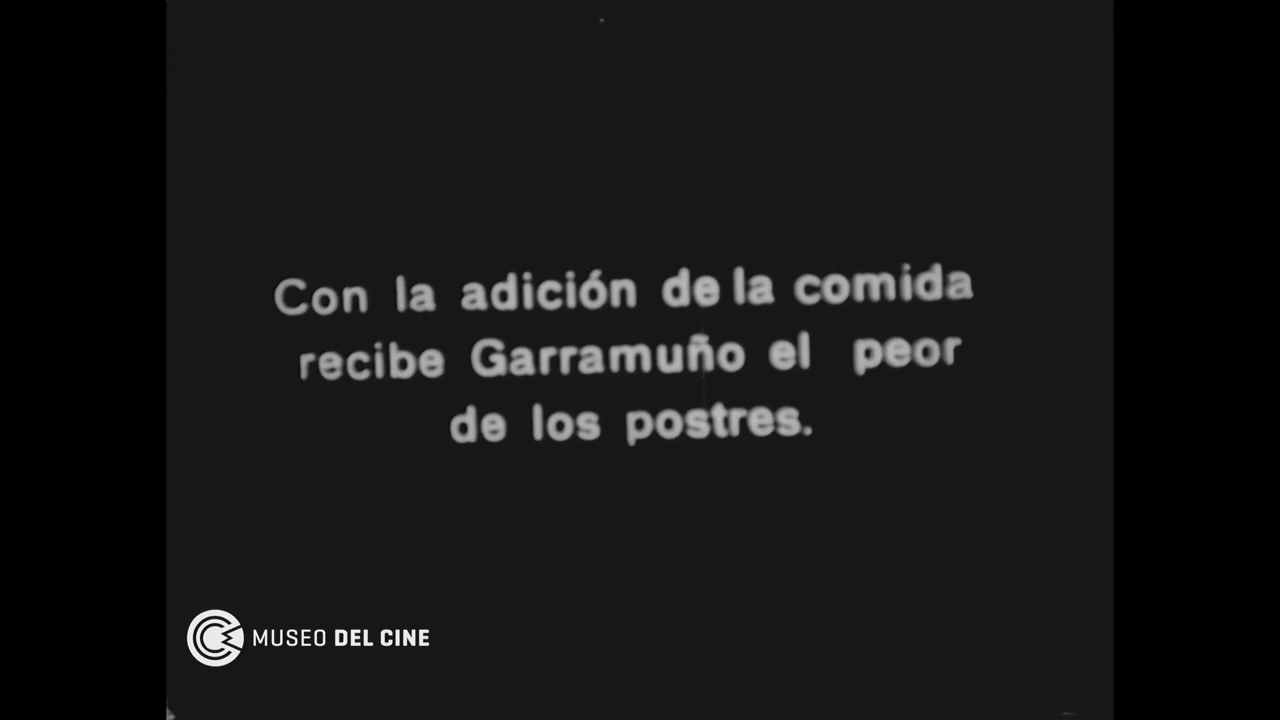 Con la adición de la comida
recibe Garramuño el peor
de los postres.
MUSEO DEL CINE